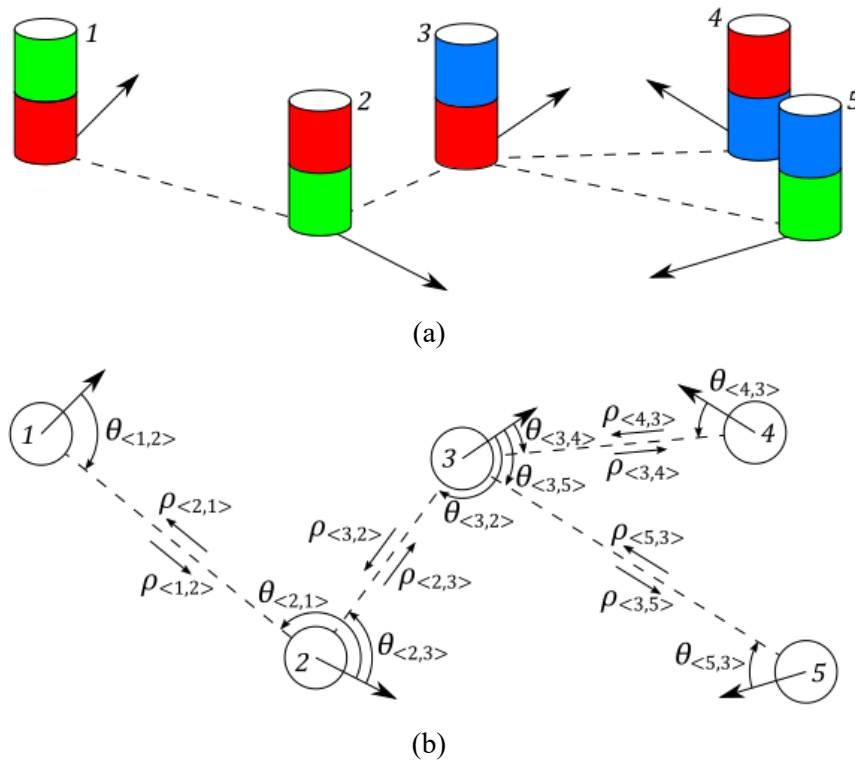 1
2
3
4
5
(a)
1
θ<1,2>
ρ<2,1>
ρ<1,2>
θ<2,1>
2
θ<2,3>
ρ<3,2>
ρ<2,3>
3
θ<3,4>
θ<3,5>
θ<3,2>
ρ<4,3>
ρ<3,4>
θ<4,3>
4
ρ<5,3>
ρ<3,5>
θ<5,3>
5
(b)